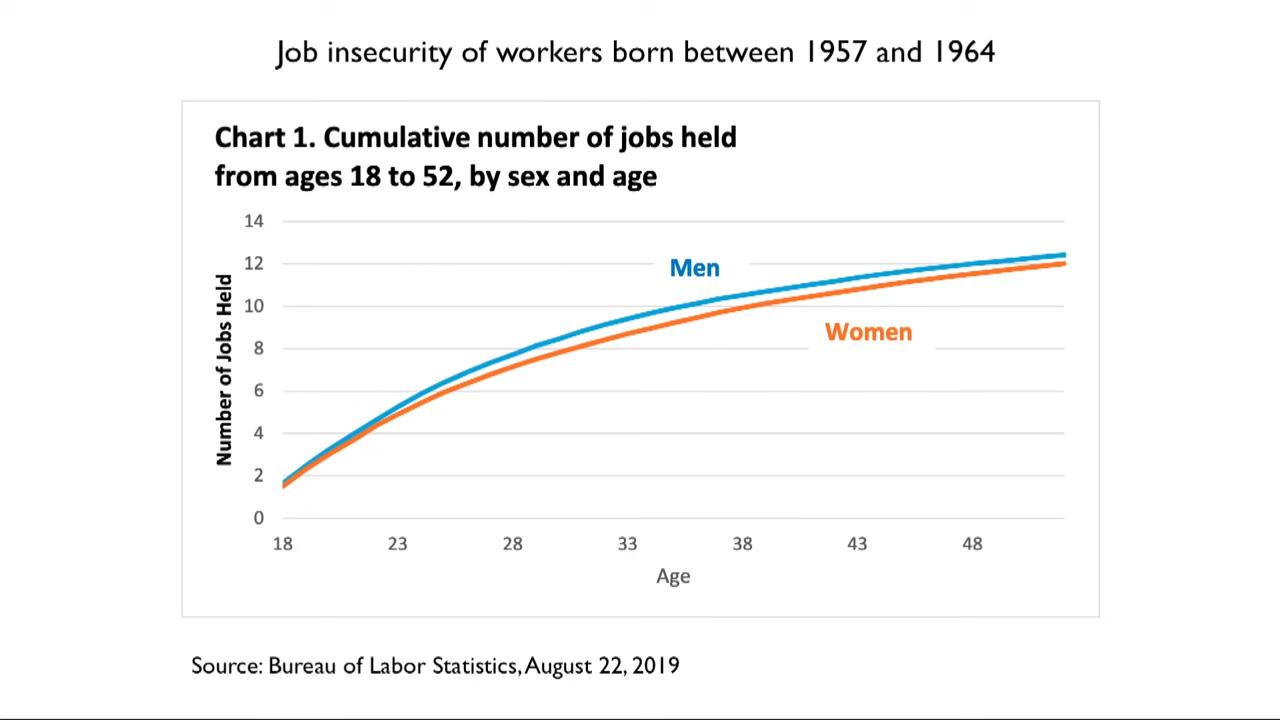 Job insecurity of workers born between 1957 and 1964
Chart 1. Cumulative number of jobs held
from ages 18 to 52, by sex and age
Number of Jobs Held
14
12
10
8
6
4
2
0
Men
Women
18 23 28 33 38 43 48
Age
Source: Bureau of Labor Statistics, August 22, 2019